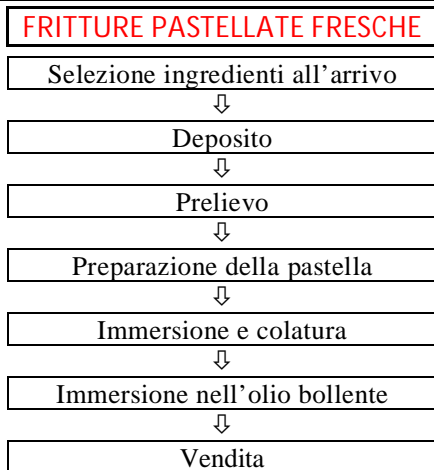 FRITTURE PASTELLATE FRESCHE
Selezione ingredienti all'arrivo
⇩
Deposito
⇩
Prelievo
⇩
Preparazione della pastella
⇩
Immersione e colatura
⇩
Immersione nell'olio bollente
⇩
Vendita